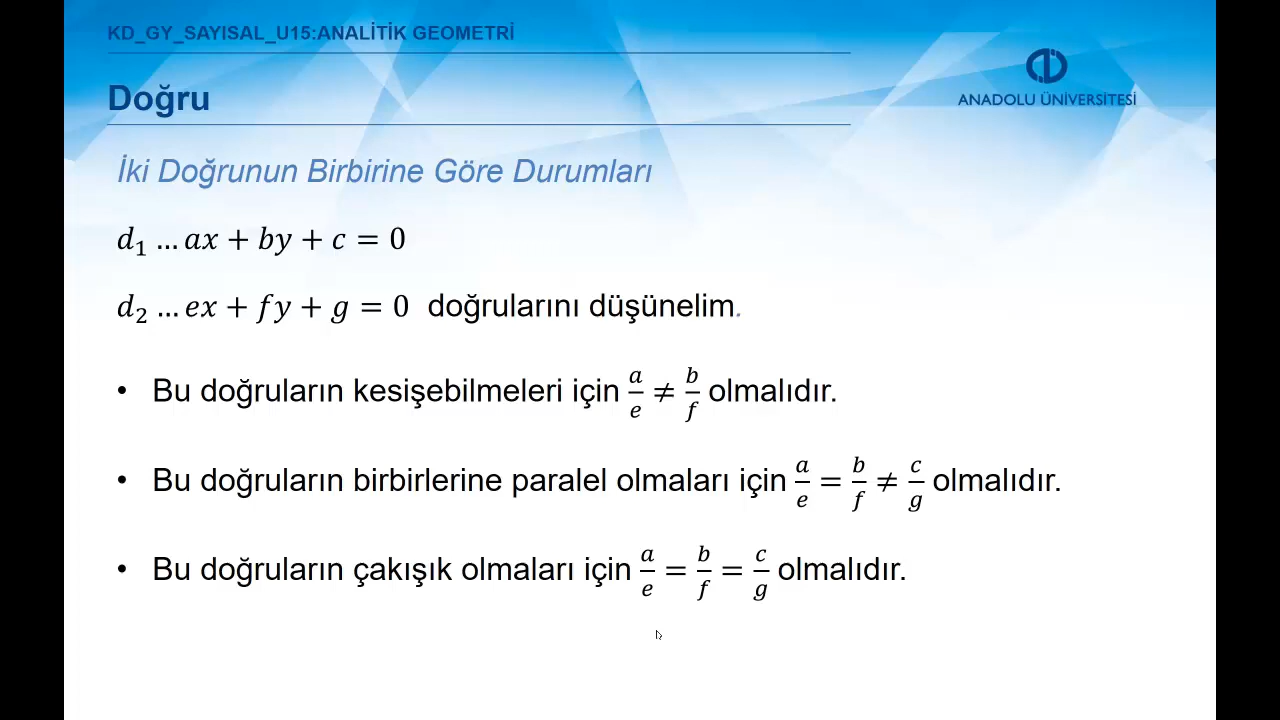 KD_GY_SAYISAL_U15:ANALİTİK GEOMETRİ
ANADOLU ÜNİVERSİTESİ
Doğru
İki Doğrunun Birbirine Göre Durumları
d₁ … ax + by + c = 0
d₂ … ex + fy + g = 0 doğrularını düşünelim.
• Bu doğruların kesişebilmeleri için a/e ≠ b/f olmalıdır.
• Bu doğruların birbirlerine paralel olmaları için a/e = b/f ≠ c/g olmalıdır.
• Bu doğruların çakışık olmaları için a/e = b/f = c/g olmalıdır.